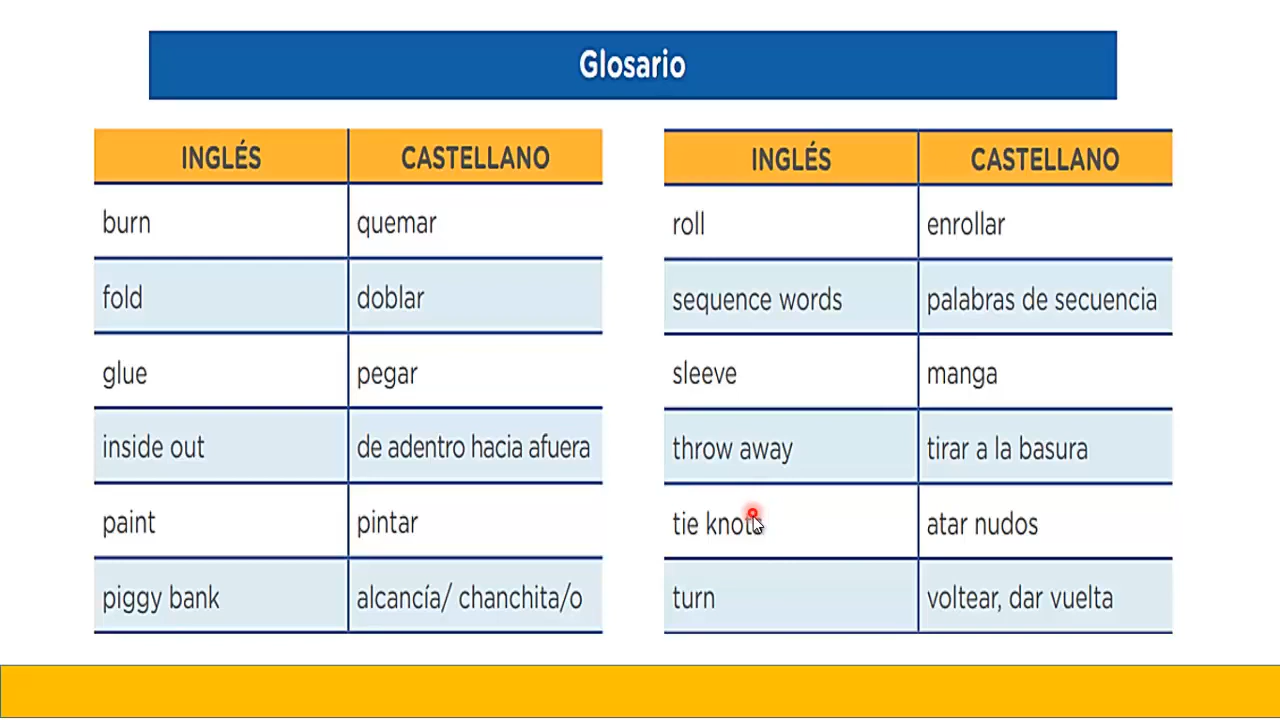 Glosario
INGLÉS CASTELLANO
burn quemar
fold doblar
glue pegar
inside out de adentro hacia afuera
paint pintar
piggy bank alcancía/ chanchita/o
INGLÉS CASTELLANO
roll enrollar
sequence words palabras de secuencia
sleeve manga
throw away tirar a la basura
tie knots atar nudos
turn voltear, dar vuelta